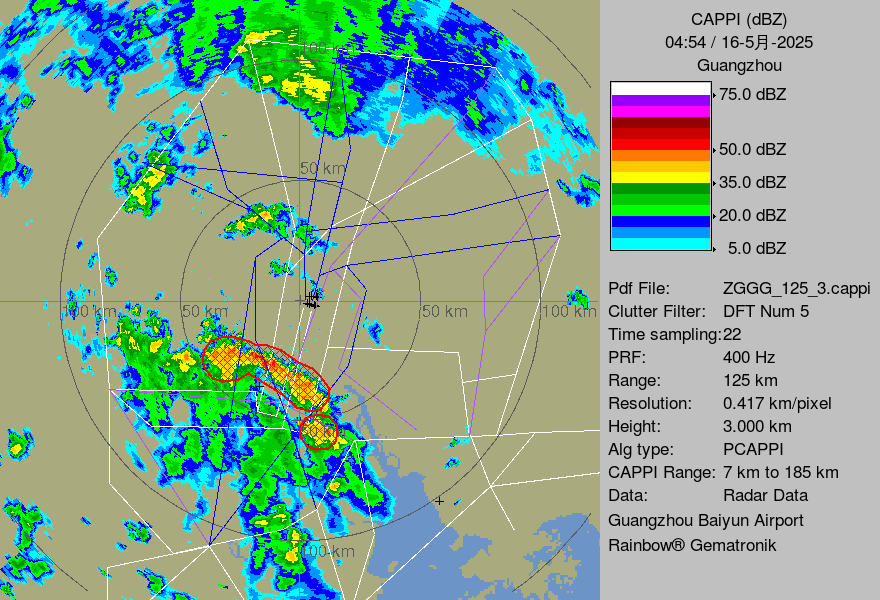 CAPPI (dBZ)
04:54 / 16-5月-2025
Guangzhou
75.0 dBZ
50.0 dBZ
35.0 dBZ
20.0 dBZ
5.0 dBZ
Pdf File: ZGGG_125_3.cappi
Clutter Filter: DFT Num 5
Time sampling:22
PRF: 400 Hz
Range: 125 km
Resolution: 0.417 km/pixel
Height: 3.000 km
Alg type: PCAPPI
CAPPI Range: 7 km to 185 km
Data: Radar Data
Guangzhou Baiyun Airport
Rainbow® Gematronik
100 km
50 km
100 km
50 km
50 km
100 km
100 km